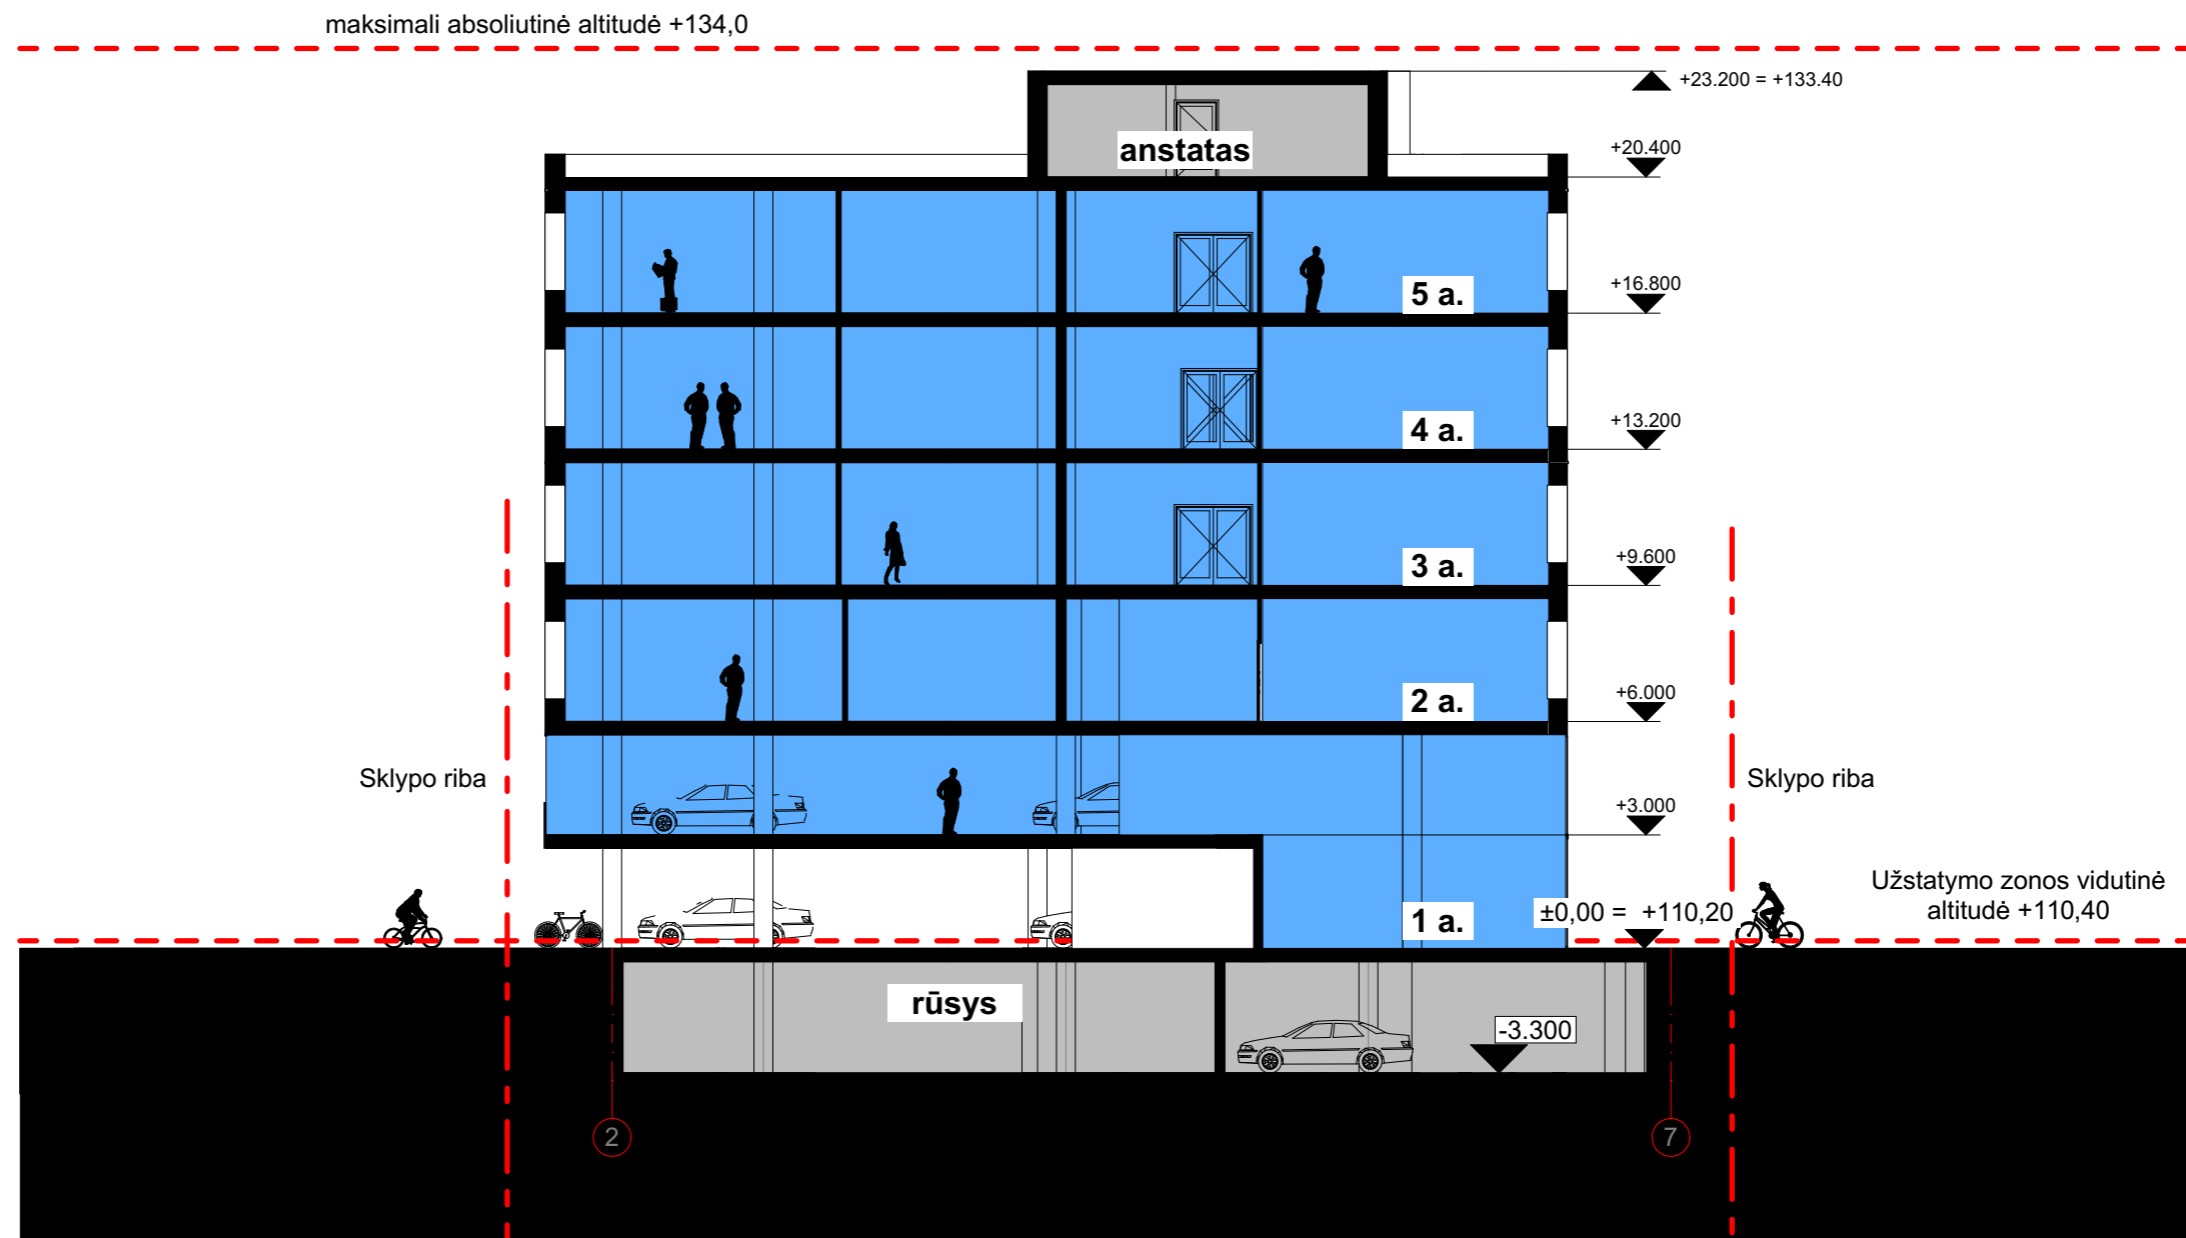 maksimali absoliutinė altitudė +134,0
+23.200 = +133.40
anstatas
+20.400
5 a.
+16.800
4 a.
+13.200
3 a.
+9.600
2 a.
+6.000
Sklypo riba
Sklypo riba
+3.000
Užstatymo zonos vidutinė
altitudė +110,40
1 a.
±0,00 = +110,20
rūsys
-3.300
2
7